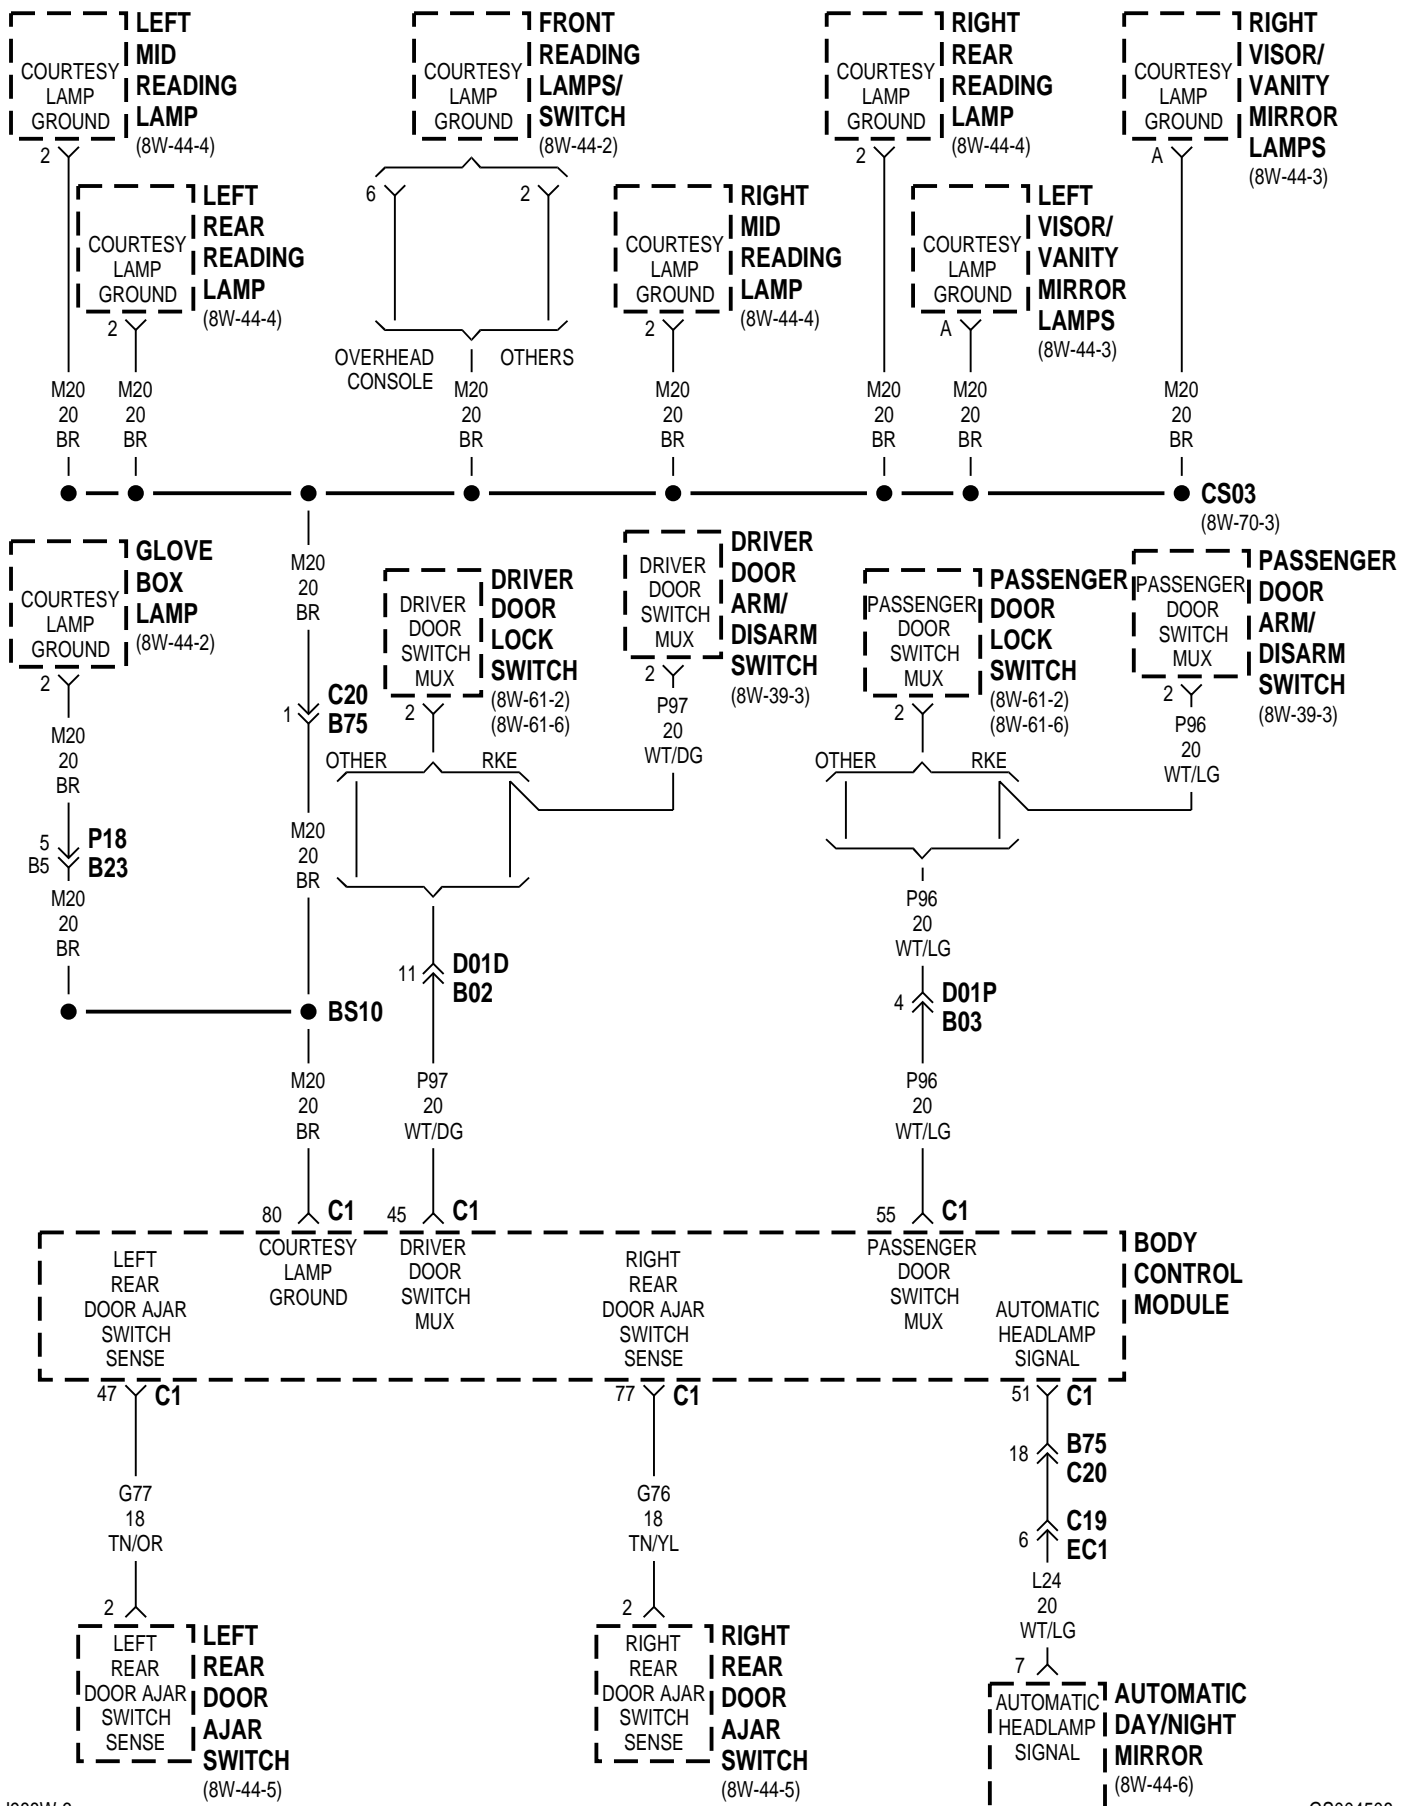 LEFT
MID
READING
LAMP
(8W-44-4)
COURTESY
LAMP
GROUND
2
FRONT
READING
LAMPS/
SWITCH
(8W-44-2)
COURTESY
LAMP
GROUND
6
2
RIGHT
REAR
READING
LAMP
(8W-44-4)
COURTESY
LAMP
GROUND
2
RIGHT
VISOR/
VANITY
MIRROR
LAMPS
(8W-44-3)
COURTESY
LAMP
GROUND
A
LEFT
REAR
READING
LAMP
(8W-44-4)
COURTESY
LAMP
GROUND
2
RIGHT
MID
READING
LAMP
(8W-44-4)
COURTESY
LAMP
GROUND
2
LEFT
VISOR/
VANITY
MIRROR
LAMPS
(8W-44-3)
COURTESY
LAMP
GROUND
A
OVERHEAD
CONSOLE
OTHERS
M20
20
BR
M20
20
BR
M20
20
BR
M20
20
BR
M20
20
BR
M20
20
BR
M20
20
BR
CS03
(8W-70-3)
GLOVE
BOX
LAMP
(8W-44-2)
COURTESY
LAMP
GROUND
2
M20
20
BR
5
P18
B5
B23
M20
20
BR
M20
20
BR
1
C20
B75
M20
20
BR
BS10
M20
20
BR
DRIVER
DOOR
LOCK
SWITCH
(8W-61-2)
(8W-61-6)
DRIVER
DOOR
SWITCH
MUX
2
DRIVER
DOOR
ARM/
DISARM
SWITCH
(8W-39-3)
DRIVER
DOOR
SWITCH
MUX
2
P97
20
WT/DG
OTHER
RKE
11
D01D
B02
P97
20
WT/DG
PASSENGER
DOOR
LOCK
SWITCH
(8W-61-2)
(8W-61-6)
PASSENGER
DOOR
SWITCH
MUX
2
PASSENGER
DOOR
ARM/
DISARM
SWITCH
(8W-39-3)
PASSENGER
DOOR
SWITCH
MUX
2
P96
20
WT/LG
OTHER
RKE
P96
20
WT/LG
4
D01P
B03
P96
20
WT/LG
80
C1
45
C1
55
C1
BODY
CONTROL
MODULE
LEFT
REAR
DOOR AJAR
SWITCH
SENSE
COURTESY
LAMP
GROUND
DRIVER
DOOR
SWITCH
MUX
RIGHT
REAR
DOOR AJAR
SWITCH
SENSE
PASSENGER
DOOR
SWITCH
MUX
AUTOMATIC
HEADLAMP
SIGNAL
47
C1
77
C1
51
C1
G77
18
TN/OR
2
G76
18
TN/YL
2
18
B75
C20
6
C19
EC1
L24
20
WT/LG
7
LEFT
REAR
DOOR AJAR
SWITCH
SENSE
LEFT
REAR
DOOR
AJAR
SWITCH
(8W-44-5)
RIGHT
REAR
DOOR AJAR
SWITCH
SENSE
RIGHT
REAR
DOOR
AJAR
SWITCH
(8W-44-5)
AUTOMATIC
HEADLAMP
SIGNAL
AUTOMATIC
DAY/NIGHT
MIRROR
(8W-44-6)